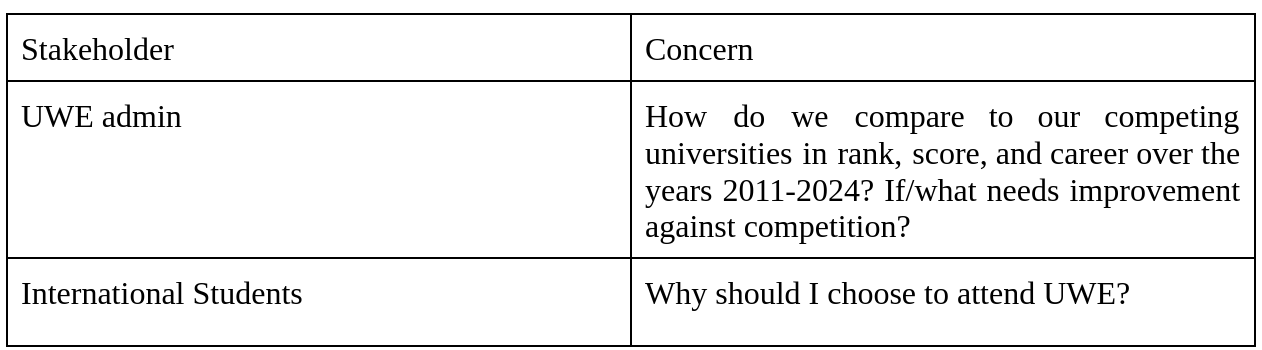 Stakeholder
Concern
UWE admin
How do we compare to our competing
universities in rank, score, and career over the
years 2011-2024? If/what needs improvement
against competition?
International Students
Why should I choose to attend UWE?